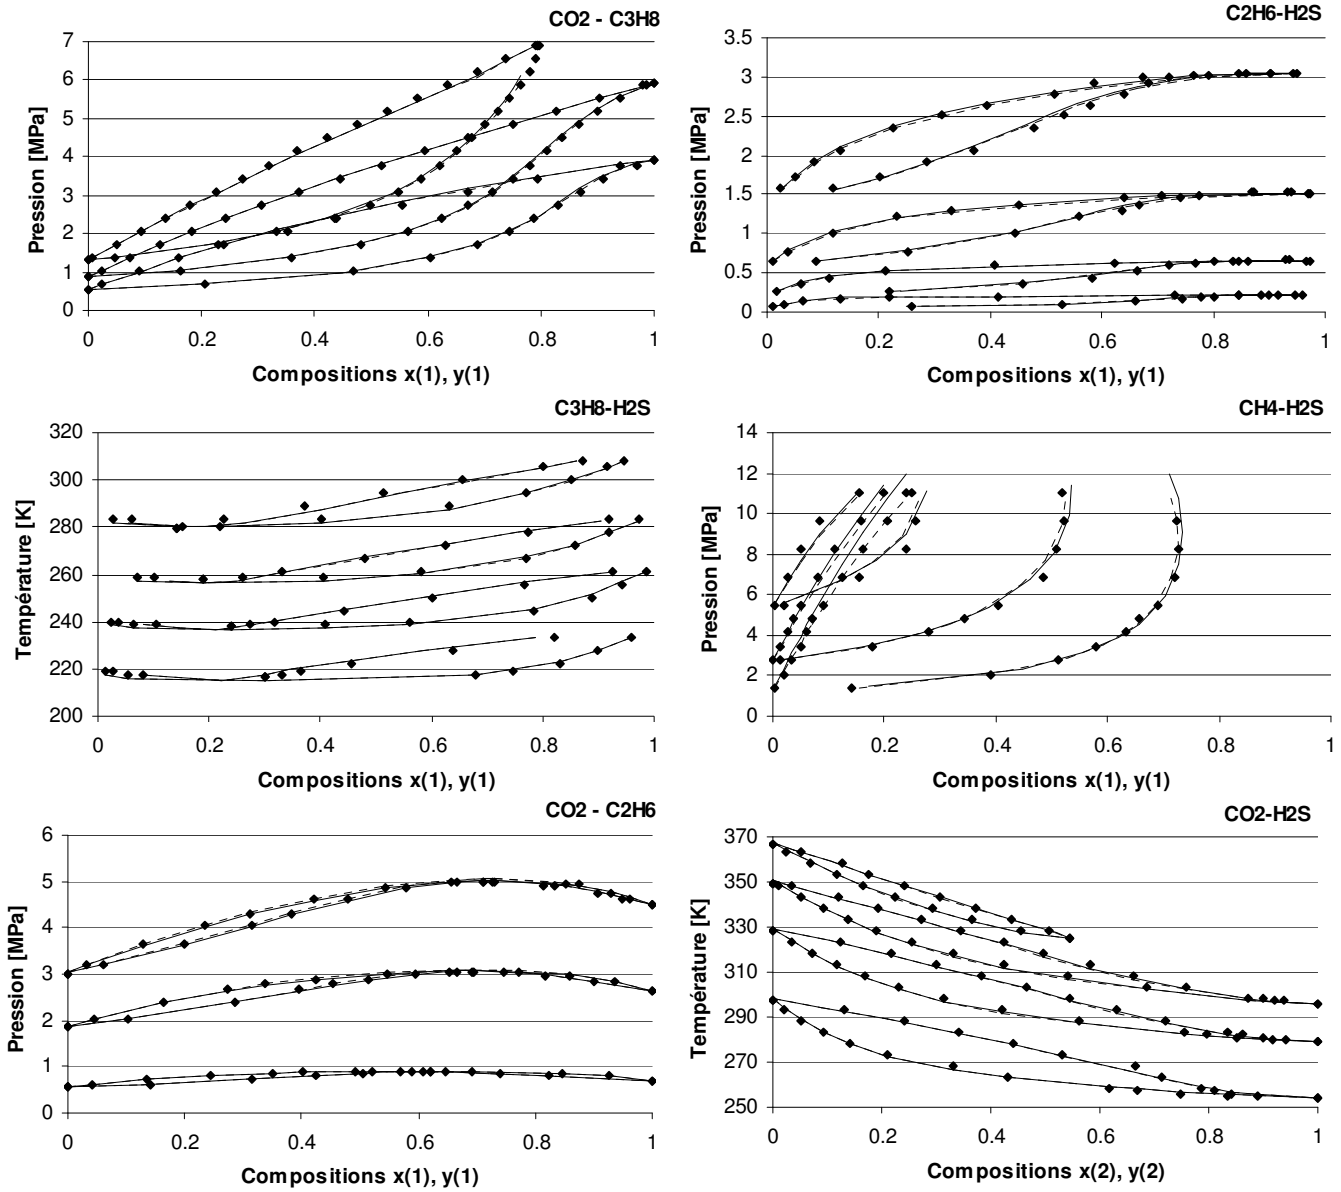 CO2 - C3H8
7
6
5
4
3
2
1
0
Pression [MPa]
0 0.2 0.4 0.6 0.8 1
Compositions x(1), y(1)
C2H6-H2S
3.5
3
2.5
2
1.5
1
0.5
0
Pression [MPa]
0 0.2 0.4 0.6 0.8 1
Compositions x(1), y(1)
C3H8-H2S
320
300
280
260
240
220
200
Température [K]
0 0.2 0.4 0.6 0.8 1
Compositions x(1), y(1)
CH4-H2S
14
12
10
8
6
4
2
0
Pression [MPa]
0 0.2 0.4 0.6 0.8 1
Compositions x(1), y(1)
CO2 - C2H6
6
5
4
3
2
1
0
Pression [MPa]
0 0.2 0.4 0.6 0.8 1
Compositions x(1), y(1)
CO2-H2S
370
350
330
310
290
270
250
Température [K]
0 0.2 0.4 0.6 0.8 1
Compositions x(2), y(2)